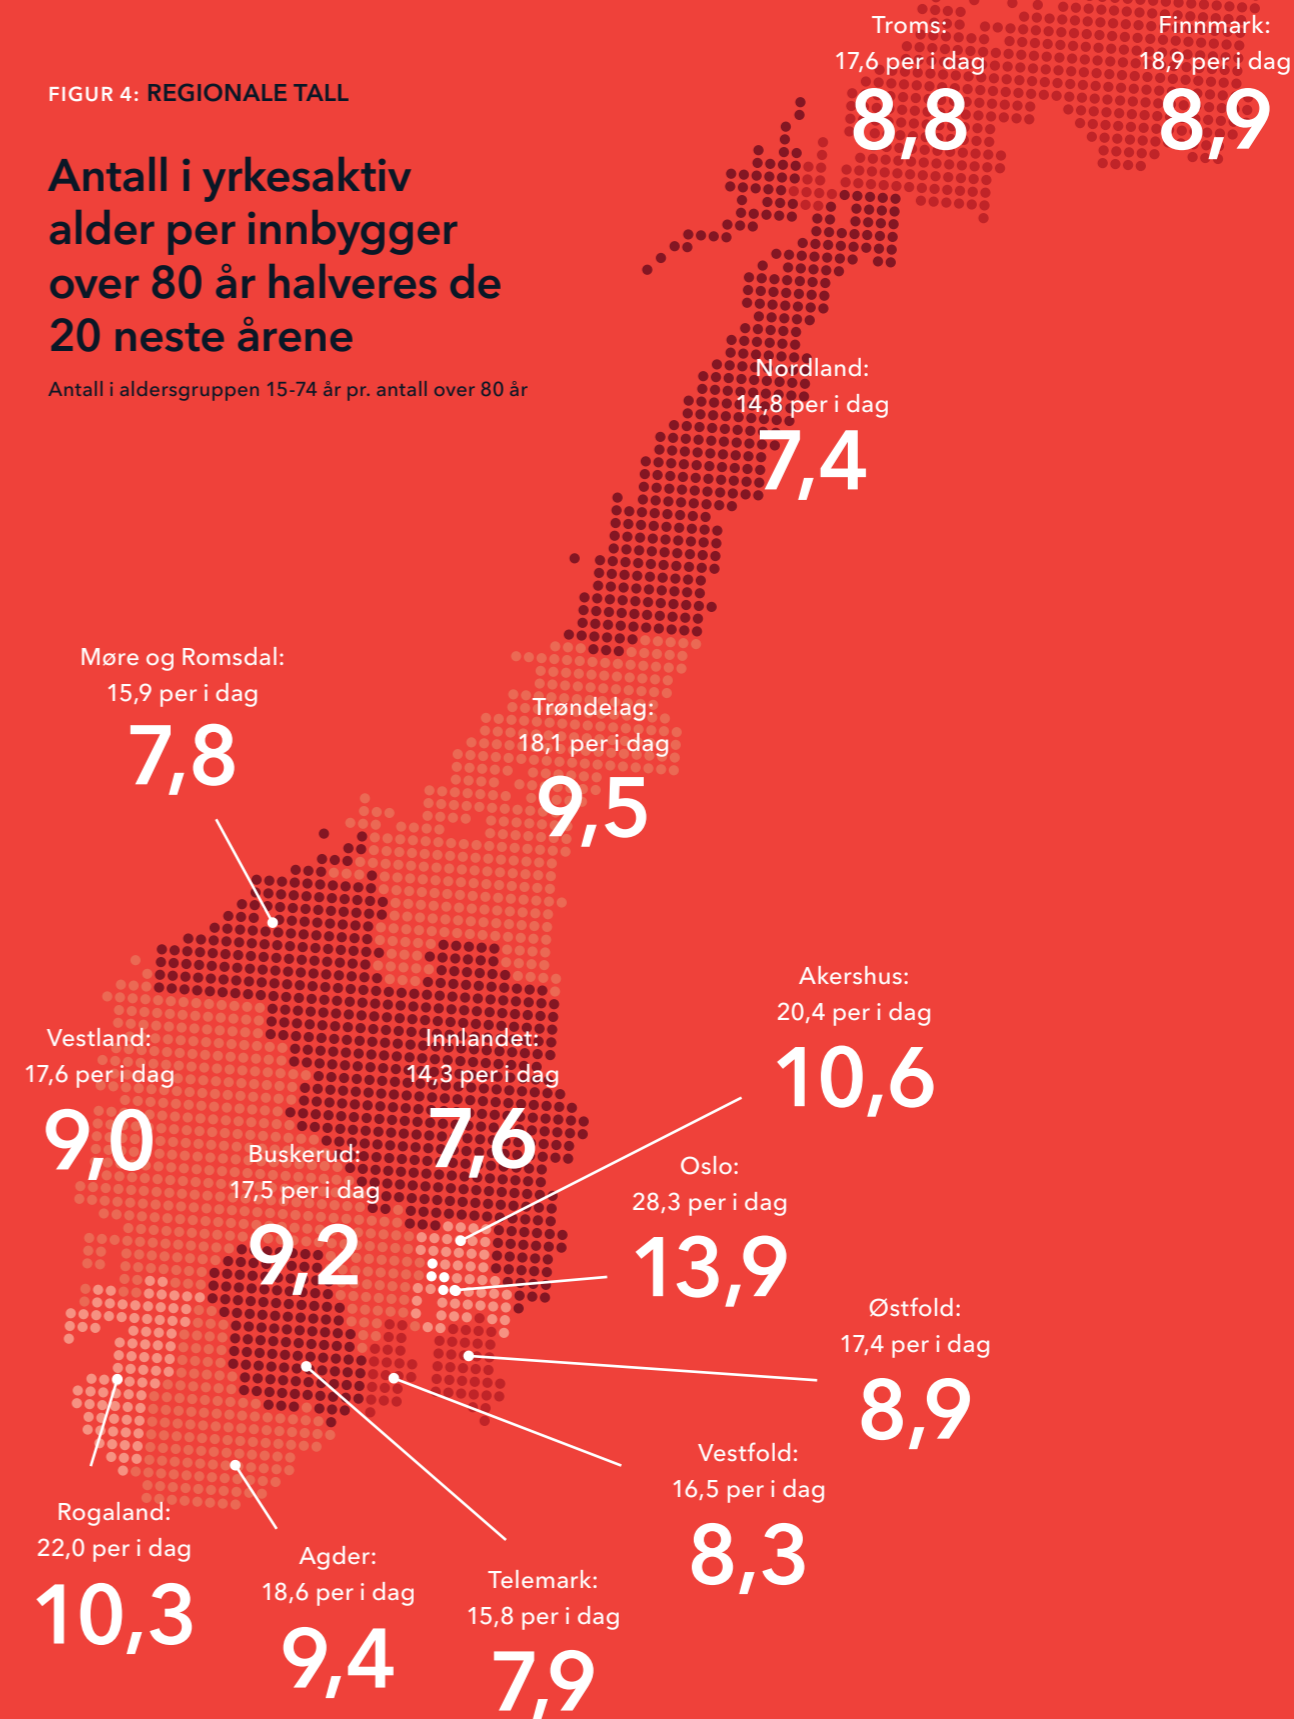 FIGUR 4: REGIONALE TALL
Antall i yrkesaktiv
alder per innbygger
over 80 år halveres de
20 neste årene
Antall i aldersgruppen 15-74 år pr. antall over 80 år
Troms:
17,6 per i dag
8,8
Finnmark:
18,9 per i dag
8,9
Nordland:
14,8 per i dag
7,4
Møre og Romsdal:
15,9 per i dag
7,8
Trøndelag:
18,1 per i dag
9,5
Akershus:
20,4 per i dag
10,6
Vestland:
17,6 per i dag
9,0
Innlandet:
14,3 per i dag
7,6
Buskerud:
17,5 per i dag
9,2
Oslo:
28,3 per i dag
13,9
Østfold:
17,4 per i dag
8,9
Vestfold:
16,5 per i dag
8,3
Rogaland:
22,0 per i dag
10,3
Agder:
18,6 per i dag
9,4
Telemark:
15,8 per i dag
7,9